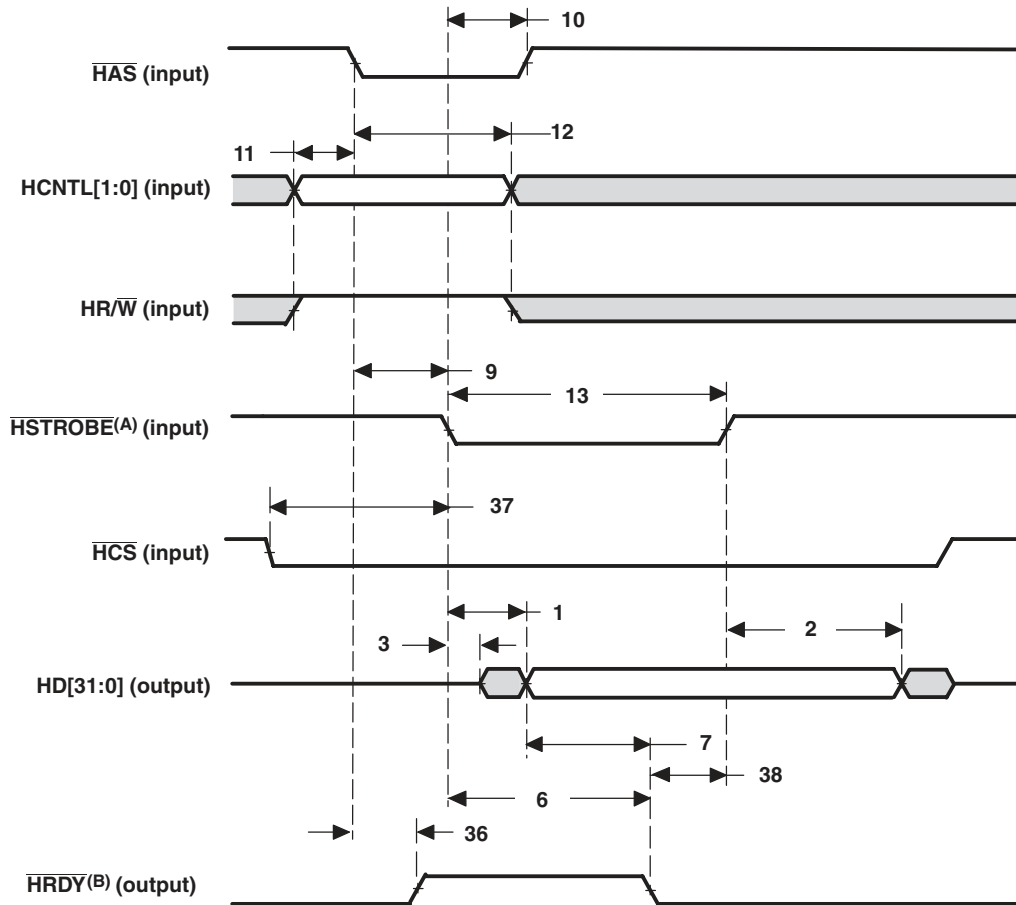 10
HAS (input)
12
11
HCNTL[1:0] (input)
HR/W (input)
9
13
HSTROBE(A) (input)
37
HCS (input)
1
2
3
HD[31:0] (output)
7
38
6
36
HRDY(B) (output)